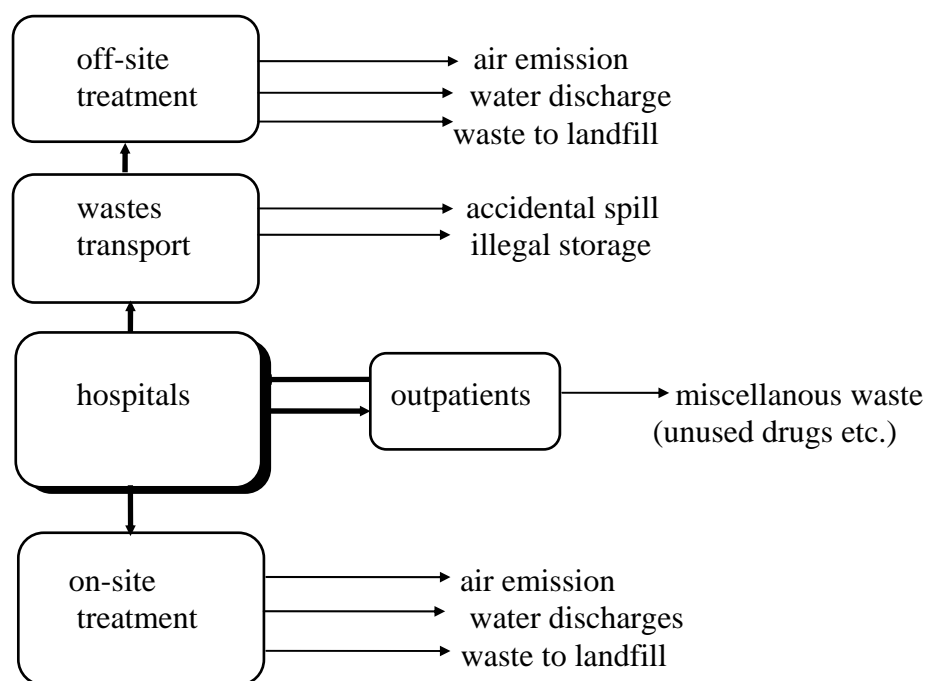 off-site
treatment
air emission
water discharge
waste to landfill
wastes
transport
accidental spill
illegal storage
hospitals
outpatients
miscellanous waste
(unused drugs etc.)
on-site
treatment
air emission
water discharges
waste to landfill